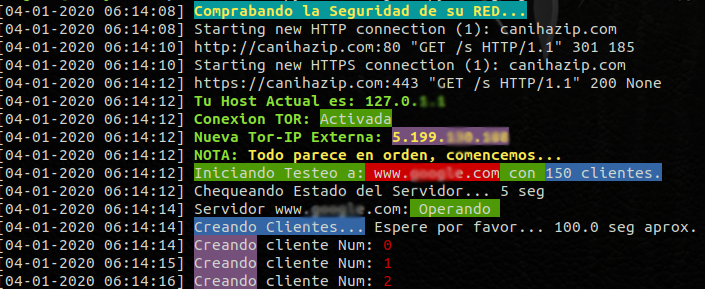 [04-01-2020 06:14:08] Comprabando la Seguridad de su RED...
[04-01-2020 06:14:08] Starting new HTTP connection (1): canihazip.com
[04-01-2020 06:14:10] http://canihazip.com:80 "GET /s HTTP/1.1" 301 185
[04-01-2020 06:14:10] Starting new HTTPS connection (1): canihazip.com
[04-01-2020 06:14:12] https://canihazip.com:443 "GET /s HTTP/1.1" 200 None
[04-01-2020 06:14:12] Tu Host Actual es: 127.0.
[04-01-2020 06:14:12] Conexion TOR: Activada
[04-01-2020 06:14:12] Nueva Tor-IP Externa: 5.199.
[04-01-2020 06:14:12] NOTA: Todo parece en orden, comencemos...
[04-01-2020 06:14:12] Iniciando Testeo a: www. .com con 150 clientes.
[04-01-2020 06:14:12] Chequeando Estado del Servidor... 5 seg
[04-01-2020 06:14:14] Servidor www. .com: Operando
[04-01-2020 06:14:14] Creando Clientes... Espere por favor... 100.0 seg aprox.
[04-01-2020 06:14:14] Creando cliente Num: 0
[04-01-2020 06:14:15] Creando cliente Num: 1
[04-01-2020 06:14:16] Creando cliente Num: 2